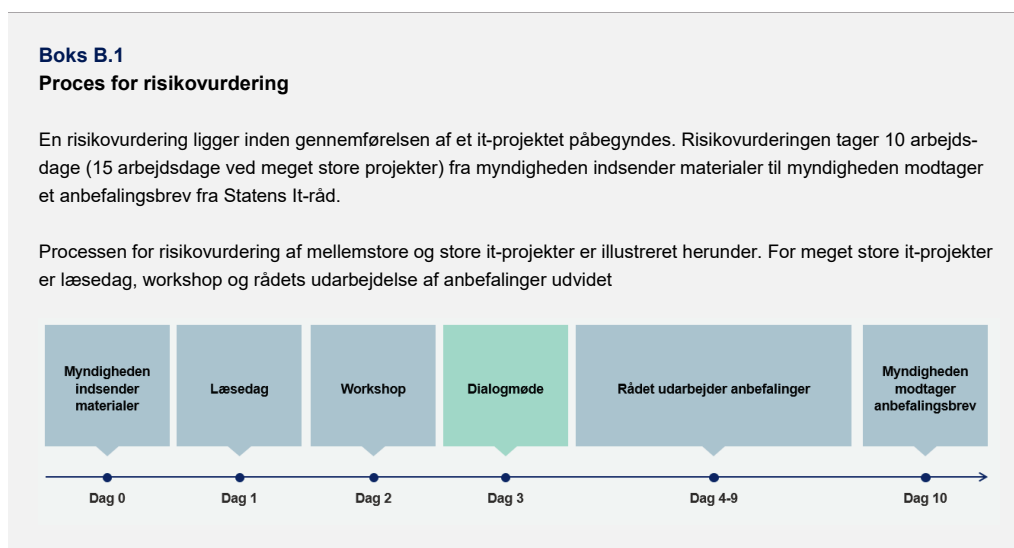 Boks B.1
Proces for risikovurdering
En risikovurdering ligger inden gennemførelsen af et it-projektet påbegyndes. Risikovurderingen tager 10 arbejds-
dage (15 arbejdsdage ved meget store projekter) fra myndigheden indsender materialer til myndigheden modtager
et anbefalingsbrev fra Statens It-råd.
Processen for risikovurdering af mellemstore og store it-projekter er illustreret herunder. For meget store it-projekter
er læsedag, workshop og rådets udarbejdelse af anbefalinger udvidet
Myndigheden
indsender
materialer
Læsedag
Workshop
Dialogmøde
Rådet udarbejder anbefalinger
Myndigheden
modtager
anbefalingsbrev
Dag 0
Dag 1
Dag 2
Dag 3
Dag 4-9
Dag 10